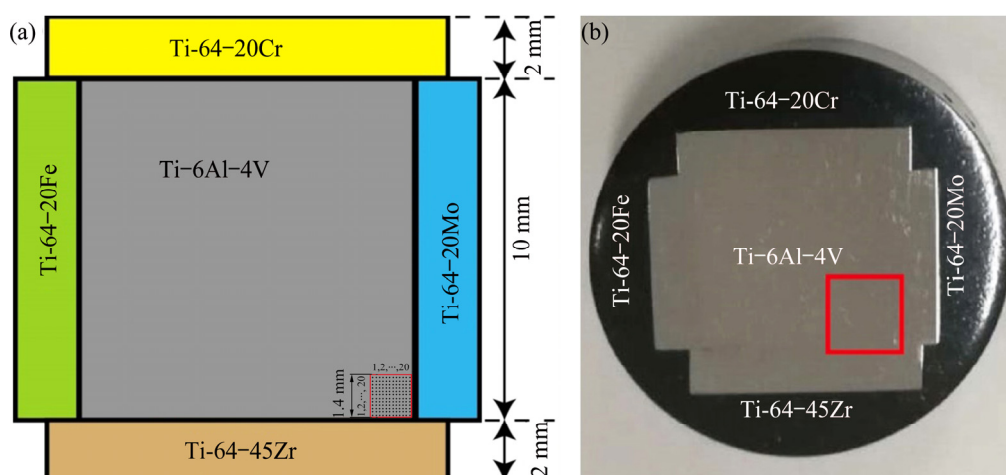 (a)
Ti-64-20Cr
2 mm
Ti-64-20Fe
Ti-6Al-4V
Ti-64-20Mo
10 mm
1,2,···,20
1,2,···,20
1.4 mm
Ti-64-45Zr
2 mm
(b)
Ti-64-20Cr
Ti-64-20Fe
Ti-6Al-4V
Ti-64-20Mo
Ti-64-45Zr